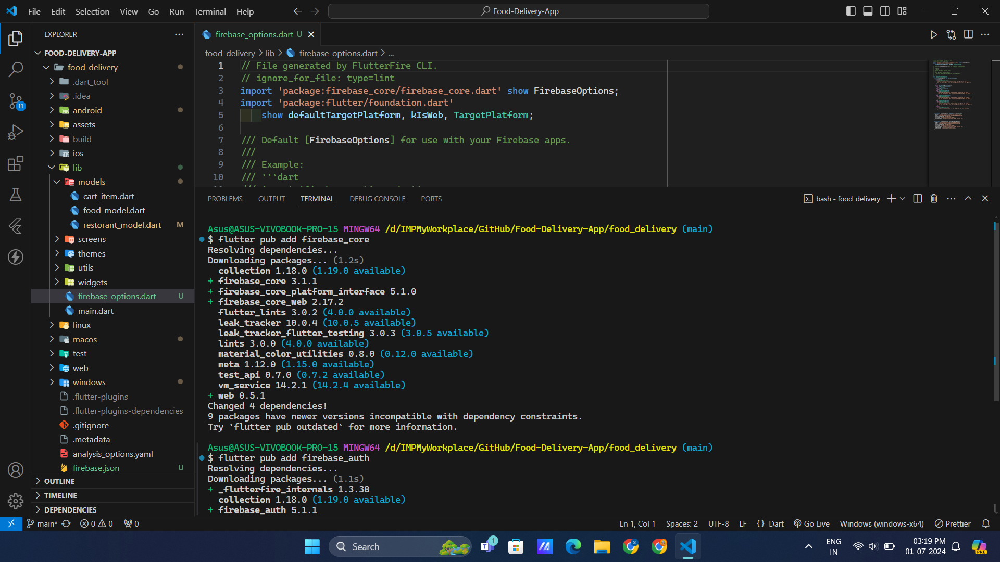 File Edit Selection View Go Run Terminal Help
Food-Delivery-App
EXPLORER
FOOD-DELIVERY-APP
food_delivery
.dart_tool
.idea
android
assets
build
ios
lib
models
cart_item.dart
food_model.dart
restorant_model.dart M
screens
themes
utils
widgets
firebase_options.dart U
main.dart
linux
macos
test
web
windows
.flutter-plugins
.flutter-plugins-dependencies
.gitignore
.metadata
analysis_options.yaml
firebase.json U
OUTLINE
TIMELINE
DEPENDENCIES
11
firebase_options.dart U
food_delivery > lib > firebase_options.dart > ...
1 // File generated by FlutterFire CLI.
2 // ignore_for_file: type=lint
3 import 'package:firebase_core/firebase_core.dart' show FirebaseOptions;
4 import 'package:flutter/foundation.dart'
5 show defaultTargetPlatform, kIsWeb, TargetPlatform;
6
7 /// Default [FirebaseOptions] for use with your Firebase apps.
8 ///
9 /// Example:
10 /// ```dart
PROBLEMS OUTPUT TERMINAL DEBUG CONSOLE PORTS
bash - food_delivery
Asus@ASUS-VIVOBOOK-PRO-15 MINGW64 /d/IMPMyWorkplace/GitHub/Food-Delivery-App/food_delivery (main)
$ flutter pub add firebase_core
Resolving dependencies...
Downloading packages... (1.2s)
collection 1.18.0 (1.19.0 available)
+ firebase_core 3.1.1
+ firebase_core_platform_interface 5.1.0
+ firebase_core_web 2.17.2
flutter_lints 3.0.2 (4.0.0 available)
leak_tracker 10.0.4 (10.0.5 available)
leak_tracker_flutter_testing 3.0.3 (3.0.5 available)
lints 3.0.0 (4.0.0 available)
material_color_utilities 0.8.0 (0.12.0 available)
meta 1.12.0 (1.15.0 available)
test_api 0.7.0 (0.7.2 available)
vm_service 14.2.1 (14.2.4 available)
+ web 0.5.1
Changed 4 dependencies!
9 packages have newer versions incompatible with dependency constraints.
Try `flutter pub outdated` for more information.
Asus@ASUS-VIVOBOOK-PRO-15 MINGW64 /d/IMPMyWorkplace/GitHub/Food-Delivery-App/food_delivery (main)
$ flutter pub add firebase_auth
Resolving dependencies...
Downloading packages... (1.1s)
+ _flutterfire_internals 1.3.38
collection 1.18.0 (1.19.0 available)
+ firebase_auth 5.1.1
main* 0 0 0
Ln 1, Col 1 Spaces: 2 UTF-8 LF {} Dart Go Live Windows (windows-x64) Prettier
Search
1
ENG
IN
03:19 PM
01-07-2024
PRE